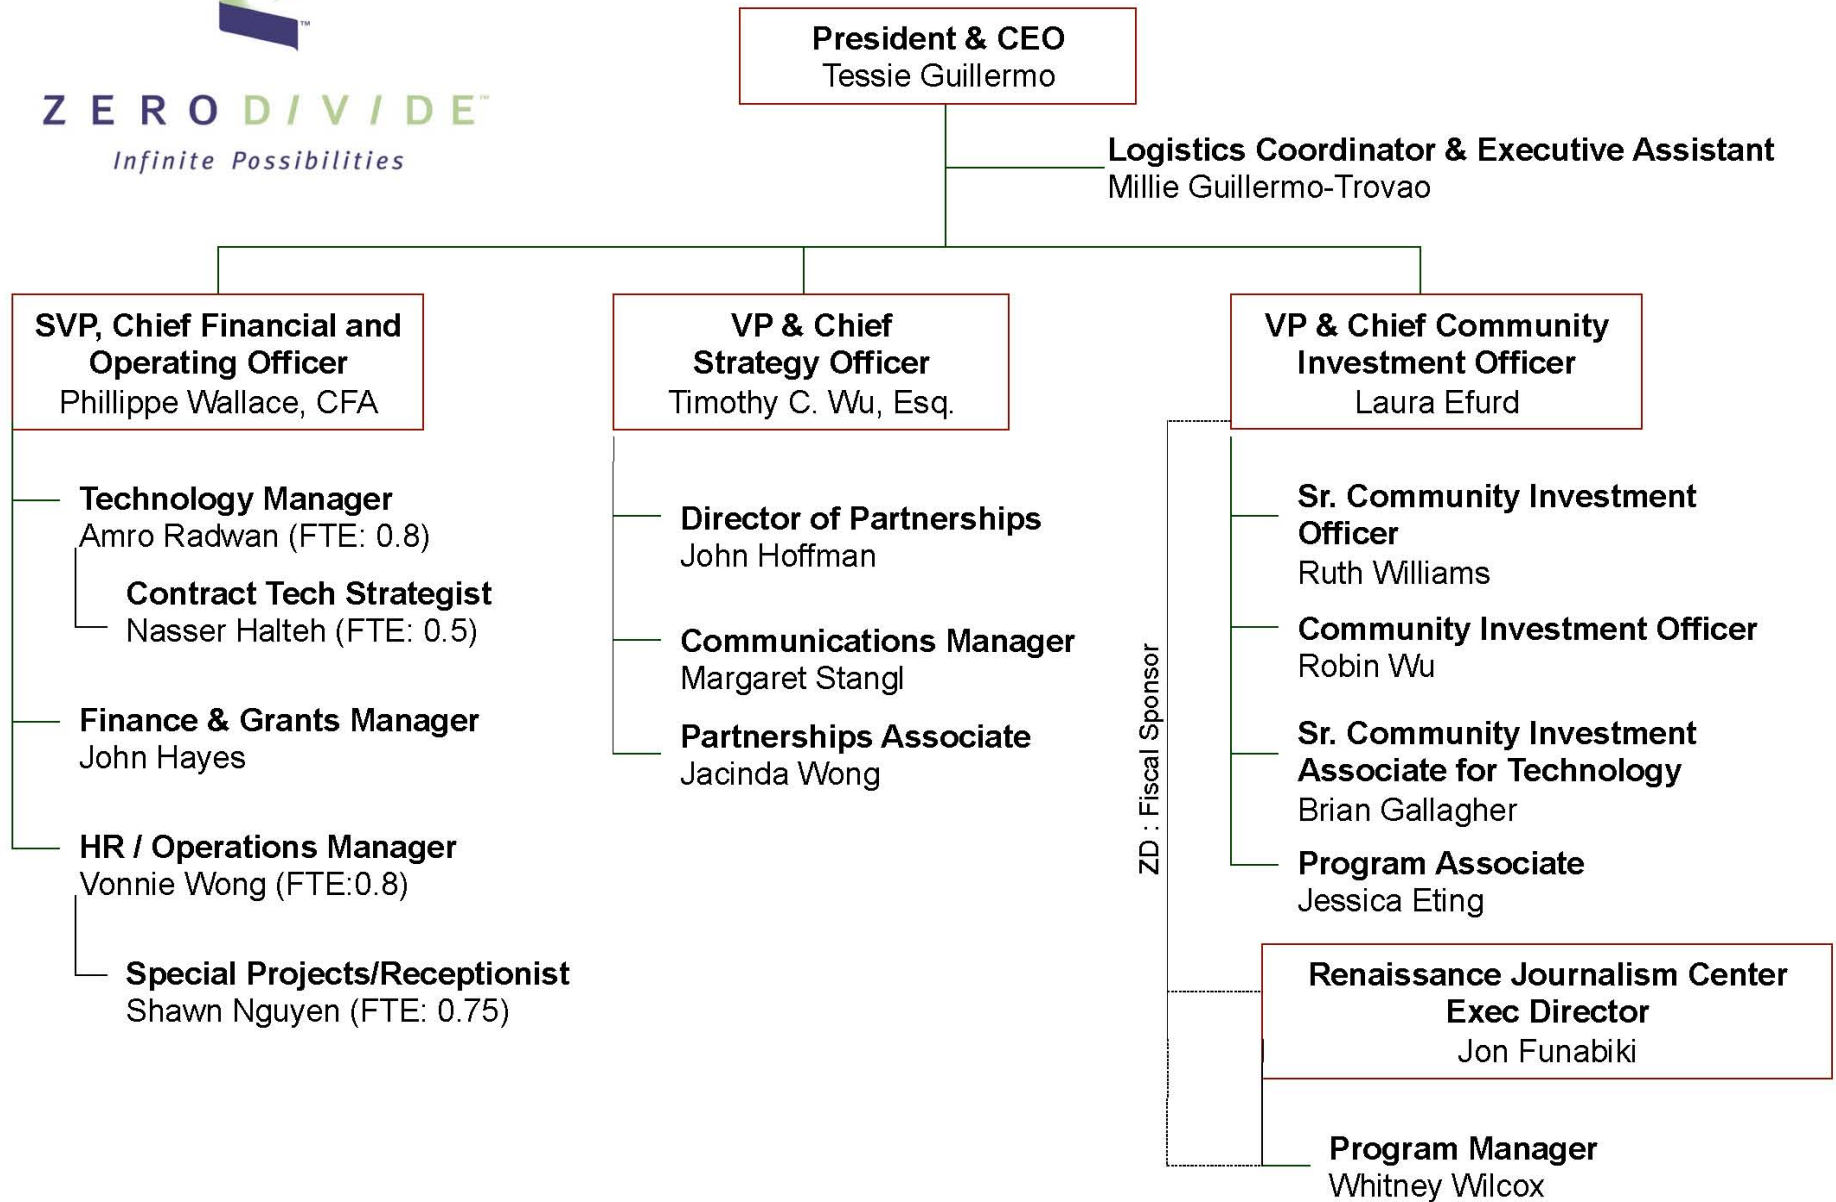 ™
ZERODIVIDE™
Infinite Possibilities
President & CEO
Tessie Guillermo
Logistics Coordinator & Executive Assistant
Millie Guillermo-Trovao
SVP, Chief Financial and
Operating Officer
Phillippe Wallace, CFA
Technology Manager
Amro Radwan (FTE: 0.8)
Contract Tech Strategist
Nasser Halteh (FTE: 0.5)
Finance & Grants Manager
John Hayes
HR / Operations Manager
Vonnie Wong (FTE:0.8)
Special Projects/Receptionist
Shawn Nguyen (FTE: 0.75)
VP & Chief
Strategy Officer
Timothy C. Wu, Esq.
Director of Partnerships
John Hoffman
Communications Manager
Margaret Stangl
Partnerships Associate
Jacinda Wong
VP & Chief Community
Investment Officer
Laura Efurd
ZD : Fiscal Sponsor
Sr. Community Investment
Officer
Ruth Williams
Community Investment Officer
Robin Wu
Sr. Community Investment
Associate for Technology
Brian Gallagher
Program Associate
Jessica Eting
Renaissance Journalism Center
Exec Director
Jon Funabiki
Program Manager
Whitney Wilcox